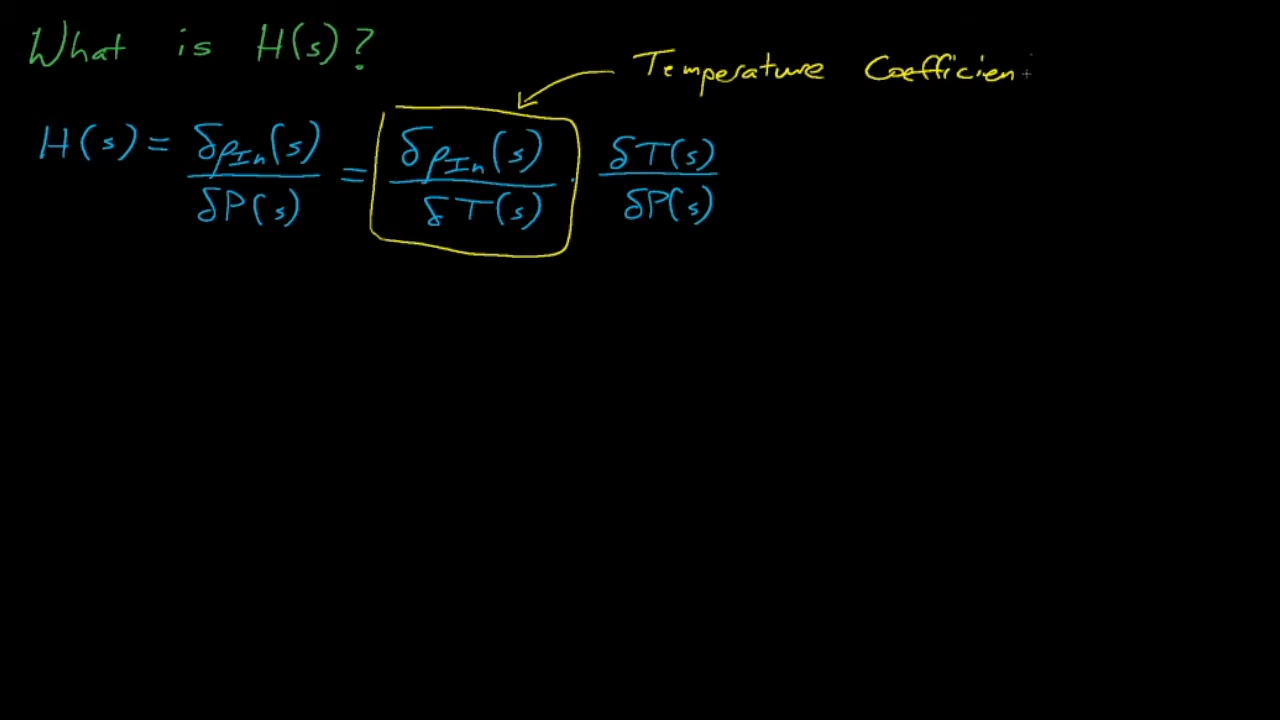 What is H(s)?
Temperature Coefficien
H(s) = δρIn(s) / δP(s) = δρIn(s) / δT(s) · δT(s) / δP(s)